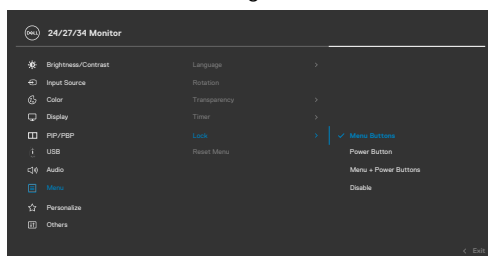 DELL
24/27/34 Monitor
Brightness/Contrast
Language
Input Source
Rotation
Color
Transparency
Display
Timer
PIP/PBP
Lock
Menu Buttons
USB
Reset Menu
Power Button
Audio
Menu + Power Buttons
Menu
Disable
Personalize
Others
Exit